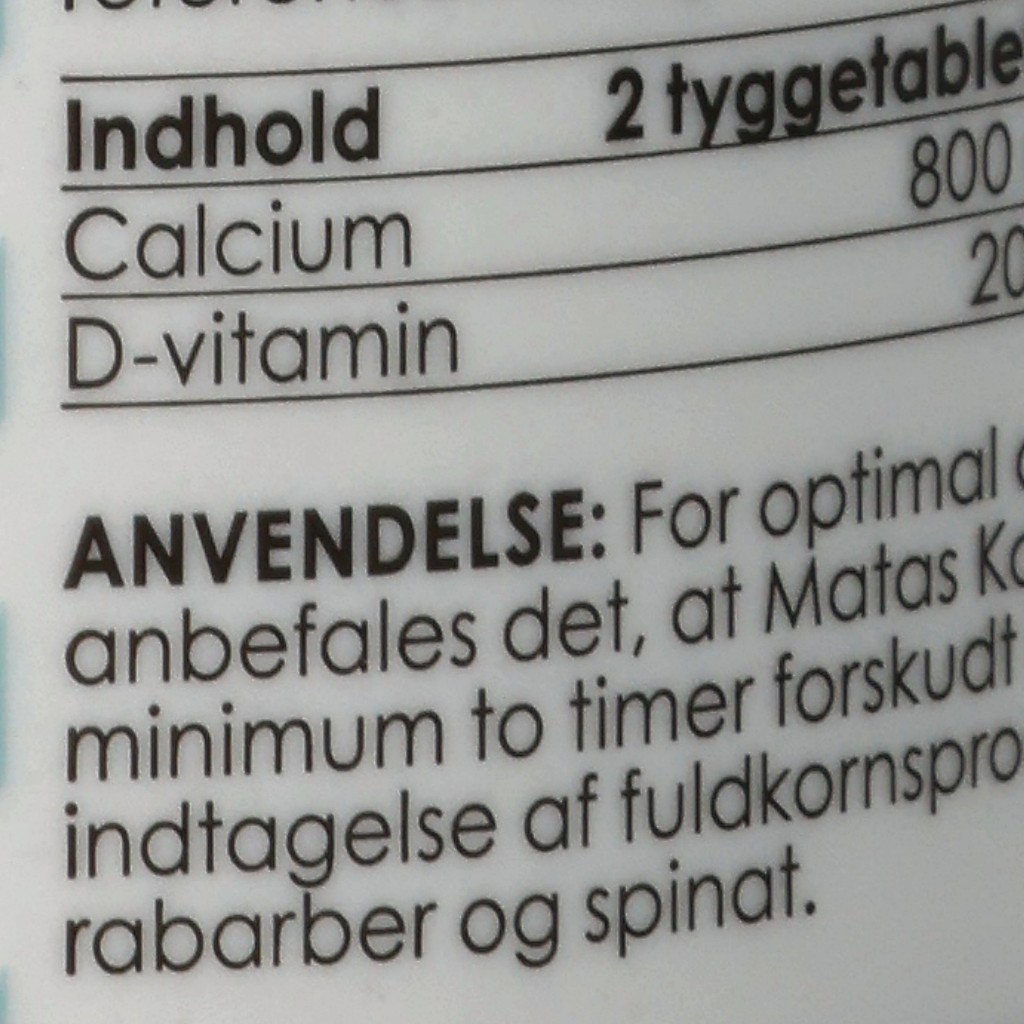 Indhold 2 tyggetable
Calcium 800
D-vitamin 20
ANVENDELSE: For optimal
anbefales det, at Matas
minimum to timer forskudt
indtagelse af fuldkornspro
rabarber og spinat.